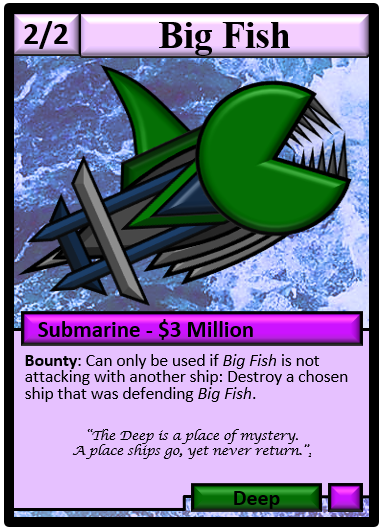 2/2
Big Fish
Submarine - $3 Million
Bounty: Can only be used if Big Fish is not
attacking with another ship: Destroy a chosen
ship that was defending Big Fish.
“The Deep is a place of mystery.
A place ships go, yet never return.”.
Deep